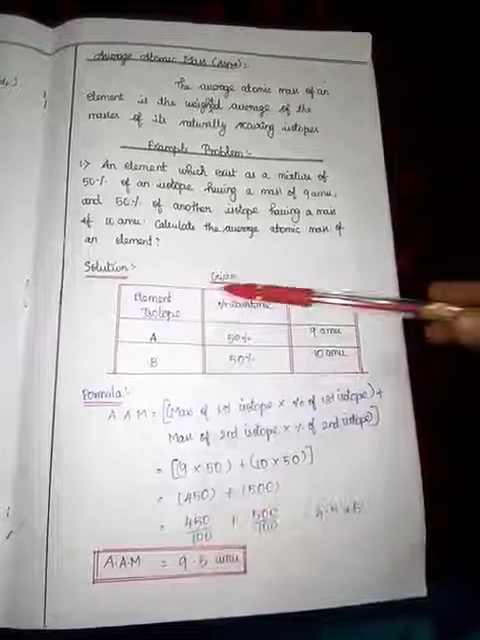 Average Atomic Mass (AAM):-
The average atomic mass of an
element is the weighted average of the
masses of its naturally occuring isotopes
Example Problem:-
1.) An element which exist as a mixture of
50% of an isotope having a mass of 9 amu,
and 50% of another isotope having a mass
of 10 amu. Calculate the average atomic mass of
an element?
Solution:-
Given
Element
Isotope
A 50% 9 amu
B 50% 10 amu
Formula:-
A A M = [(Mass of 1st isotope × % of 1st isotope) +
Mass of 2nd isotope × % of 2nd isotope)]
= [(9 × 50) + (10 × 50)]
= (450) + (500)
= 450/100 + 500/100
A.A.M = 9.5 amu